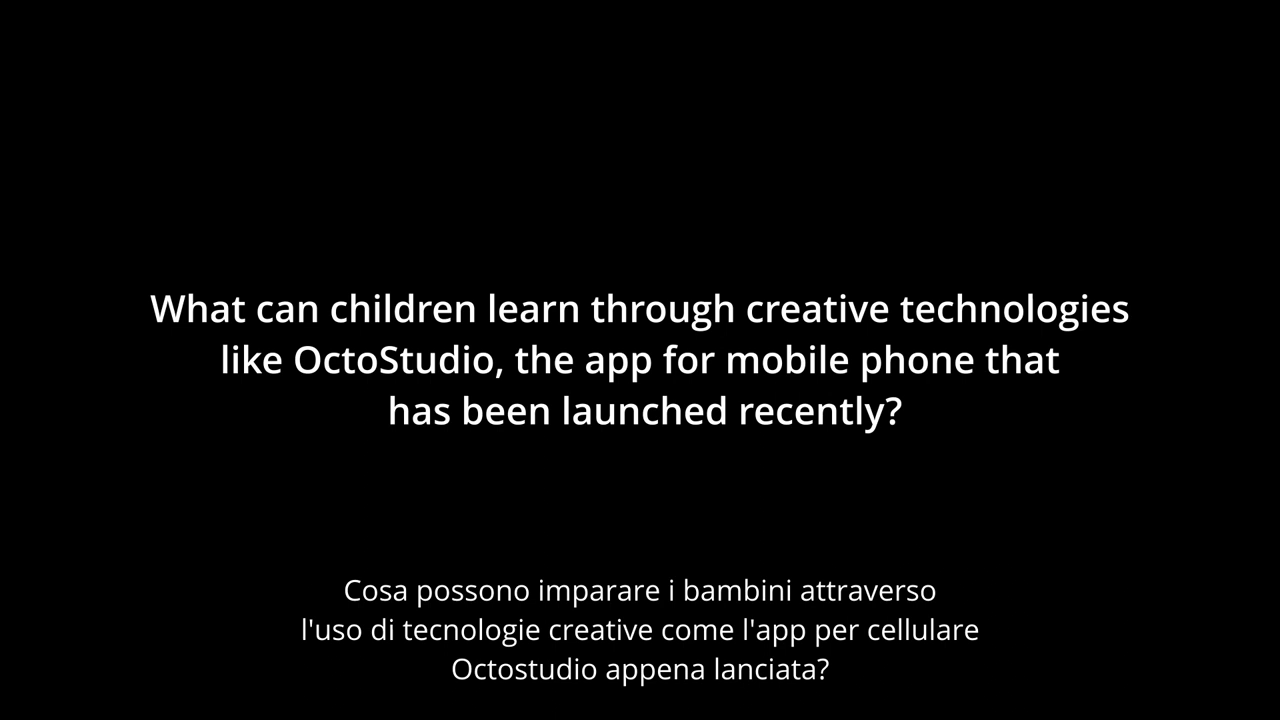 What can children learn through creative technologies
like OctoStudio, the app for mobile phone that
has been launched recently?
Cosa possono imparare i bambini attraverso
l'uso di tecnologie creative come l'app per cellulare
Octostudio appena lanciata?